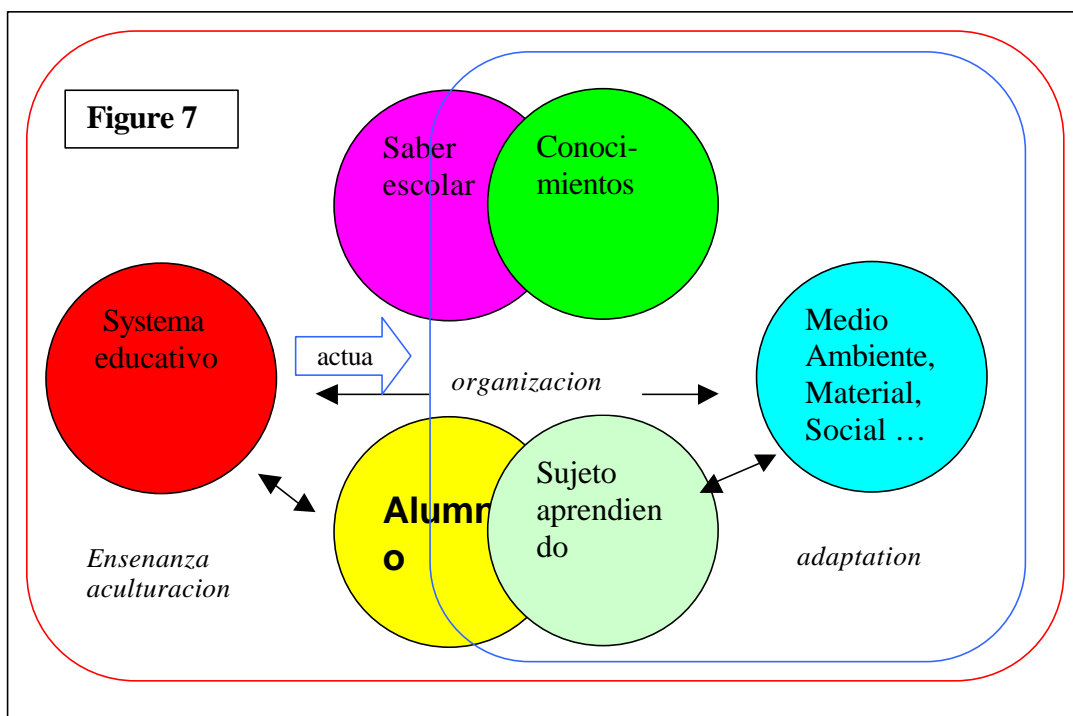 Figure 7
Saber
escolar
Conoci-
mientos
Systema
educativo
actua
organizacion
Medio
Ambiente,
Material,
Social …
Alumn
o
Sujeto
aprendien
do
Ensenanza
aculturacion
adaptation